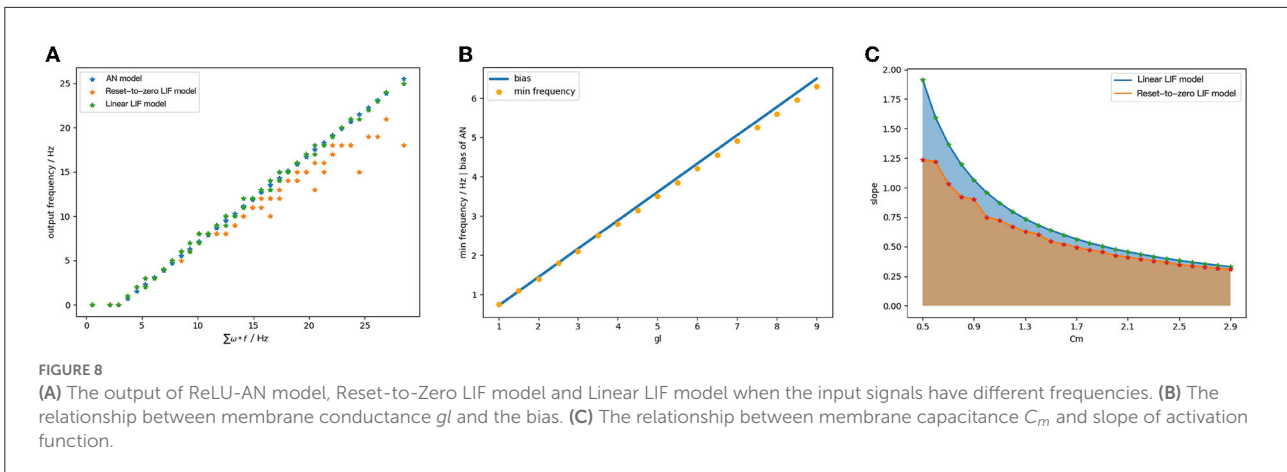 A
AN model
Reset-to-zero LIF model
Linear LIF model
25
20
15
10
5
0
output frequency / Hz
0 5 10 15 20 25
∑ω*f / Hz
B
bias
min frequency
6
5
4
3
2
1
min frequency / Hz | bias of AN
1 2 3 4 5 6 7 8 9
gl
C
Linear LIF model
Reset-to-zero LIF model
2.00
1.75
1.50
1.25
1.00
0.75
0.50
0.25
0.00
slope
0.5 0.9 1.3 1.7 2.1 2.5 2.9
Cm
FIGURE 8
(A) The output of ReLU-AN model, Reset-to-Zero LIF model and Linear LIF model when the input signals have different frequencies. (B) The
relationship between membrane conductance gl and the bias. (C) The relationship between membrane capacitance Cm and slope of activation
function.